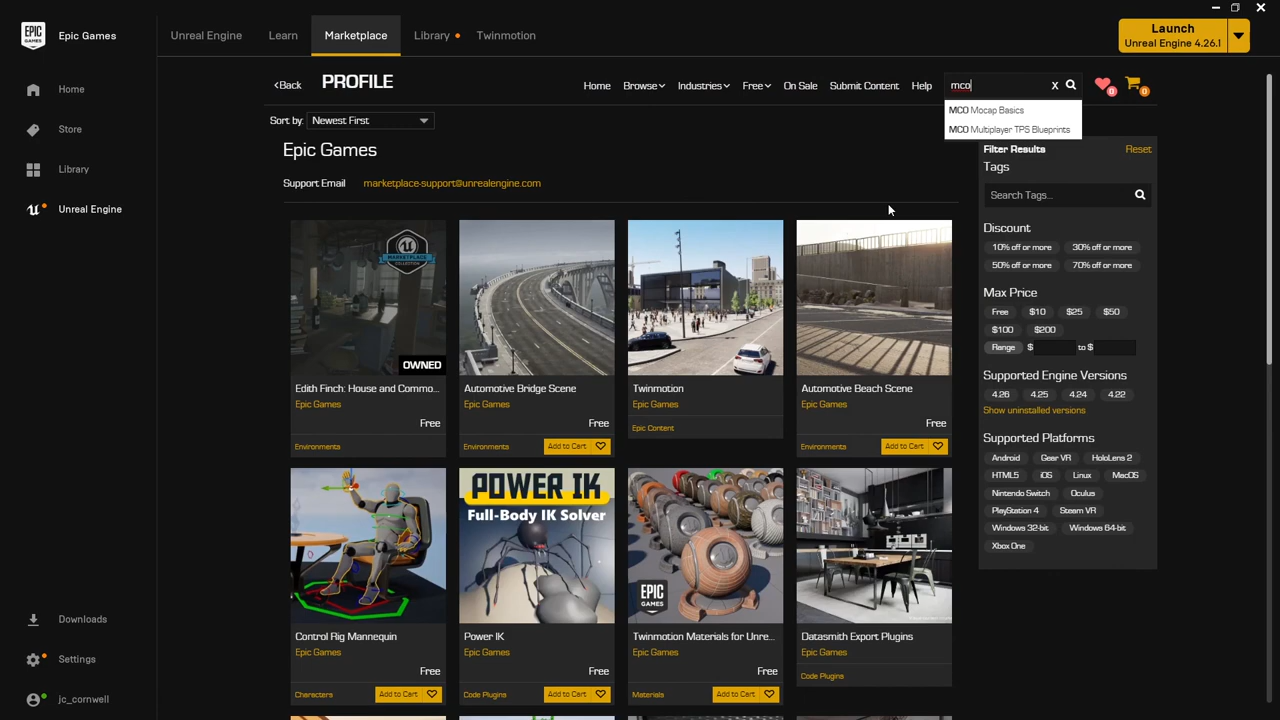 EPIC GAMES
Epic Games
Unreal Engine
Learn
Marketplace
Library
Twinmotion
Launch
Unreal Engine 4.26.1
Home
Store
Library
Unreal Engine
Downloads
Settings
jc_cornwell
<Back
PROFILE
Home
Browse
Industries
Free
On Sale
Submit Content
Help
mco
X
0
0
MCO Mocap Basics
MCO Multiplayer TPS Blueprints
Sort by:
Newest First
Epic Games
Support Email
marketplace-support@unrealengine.com
MARKETPLACE
COLLECTION
OWNED
Edith Finch: House and Commo...
Epic Games
Free
Environments
Automotive Bridge Scene
Epic Games
Free
Environments
Add to Cart
Twinmotion
Epic Games
Epic Content
Automotive Beach Scene
Epic Games
Free
Environments
Add to Cart
Control Rig Mannequin
Epic Games
Free
Characters
Add to Cart
POWER IK
Full-Body IK Solver
Power IK
Epic Games
Free
Code Plugins
Add to Cart
EPIC
GAMES
Twinmotion Materials for Unre...
Epic Games
Free
Materials
Add to Cart
Datasmith Export Plugins
Epic Games
Code Plugins
Filter Results
Reset
Tags
Search Tags...
Discount
10% off or more
30% off or more
50% off or more
70% off or more
Max Price
Free
$10
$25
$50
$100
$200
Range
$
to $
Supported Engine Versions
4.26
4.25
4.24
4.22
Show uninstalled versions
Supported Platforms
Android
Gear VR
HoloLens 2
HTML5
iOS
Linux
MacOS
Nintendo Switch
Oculus
PlayStation 4
Steam VR
Windows 32-bit
Windows 64-bit
Xbox One